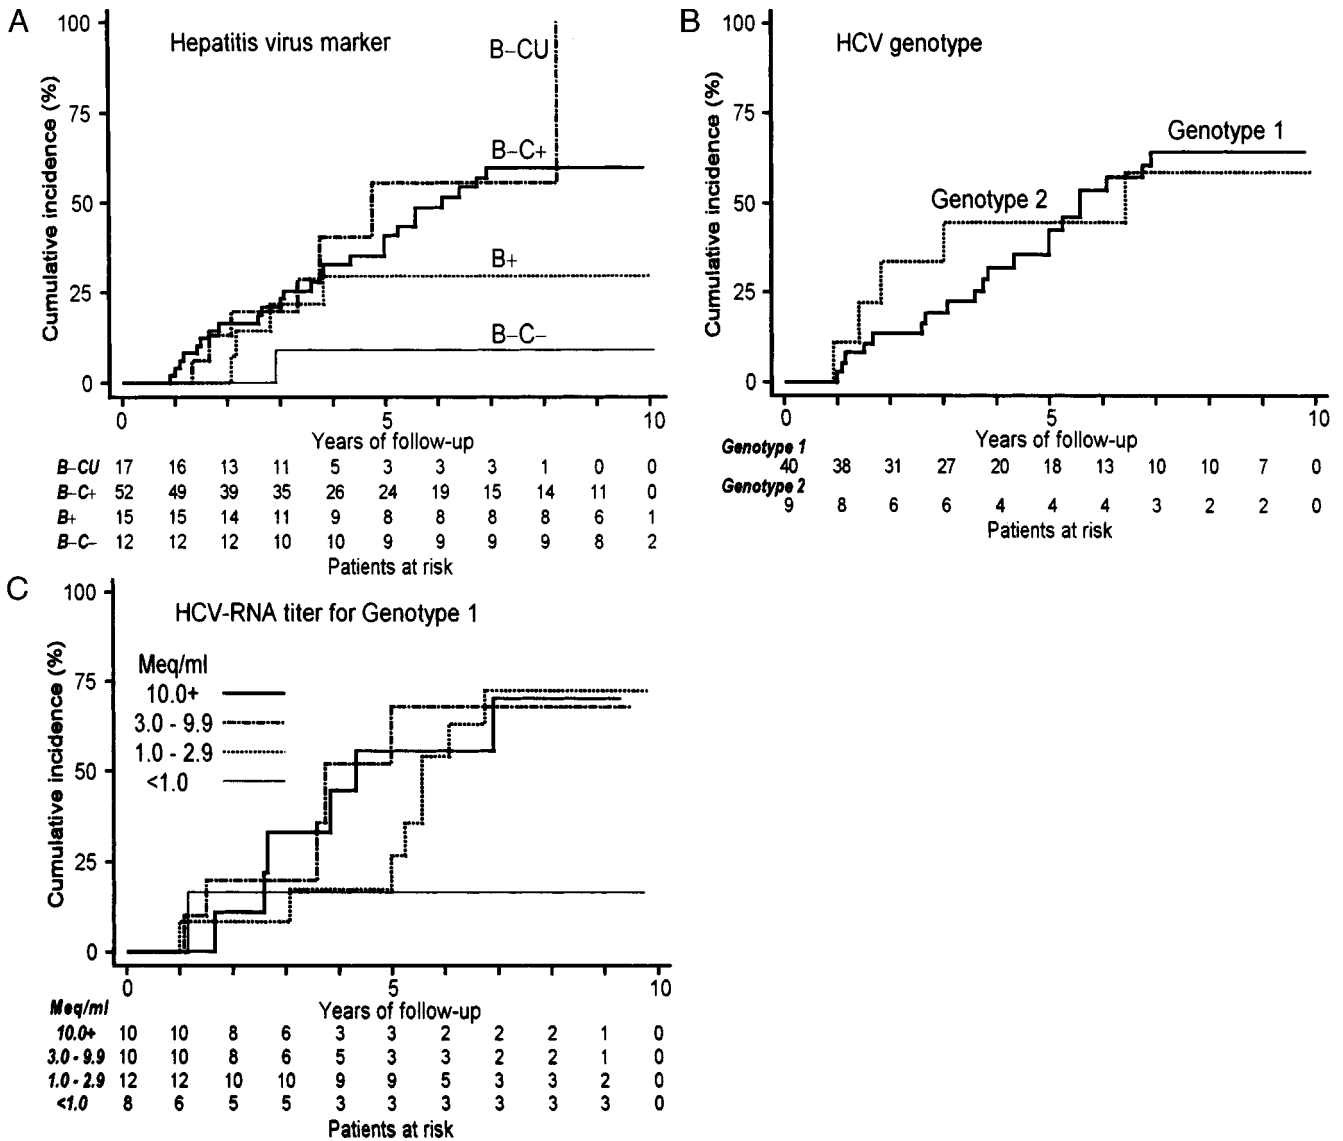 A
Hepatitis virus marker
Cumulative incidence (%)
100
75
50
25
0
B–CU
B–C+
B+
B–C–
0 5 10
Years of follow-up
B–CU 17 16 13 11 5 3 3 3 1 0 0
B–C+ 52 49 39 35 26 24 19 15 14 11 0
B+ 15 15 14 11 9 8 8 8 8 6 1
B–C– 12 12 12 10 10 9 9 9 9 8 2
Patients at risk
B
HCV genotype
Cumulative incidence (%)
100
75
50
25
0
Genotype 1
Genotype 2
0 5 10
Years of follow-up
Genotype 1
40 38 31 27 20 18 13 10 10 7 0
Genotype 2
9 8 6 6 4 4 4 3 2 2 0
Patients at risk
C
HCV-RNA titer for Genotype 1
Cumulative incidence (%)
100
75
50
25
0
Meq/ml
10.0+
3.0 - 9.9
1.0 - 2.9
<1.0
0 5 10
Years of follow-up
Meq/ml
10.0+ 10 10 8 6 3 3 2 2 2 1 0
3.0 - 9.9 10 10 8 6 5 3 3 2 2 1 0
1.0 - 2.9 12 12 10 10 9 9 5 3 3 2 0
<1.0 8 6 5 5 3 3 3 3 3 3 0
Patients at risk